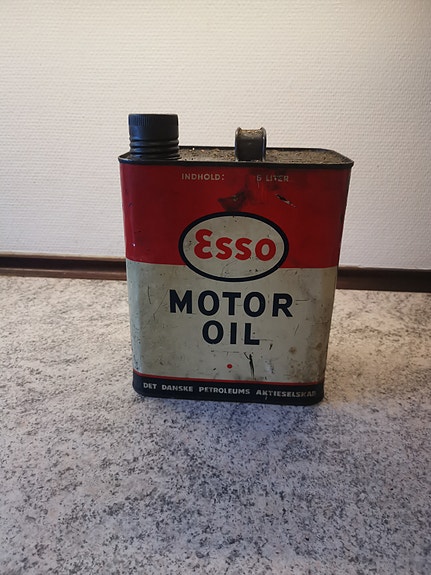 INDHOLD: 5 LITER
Esso
MOTOR
OIL
DET DANSKE PETROLEUMS AKTIESELSKAB